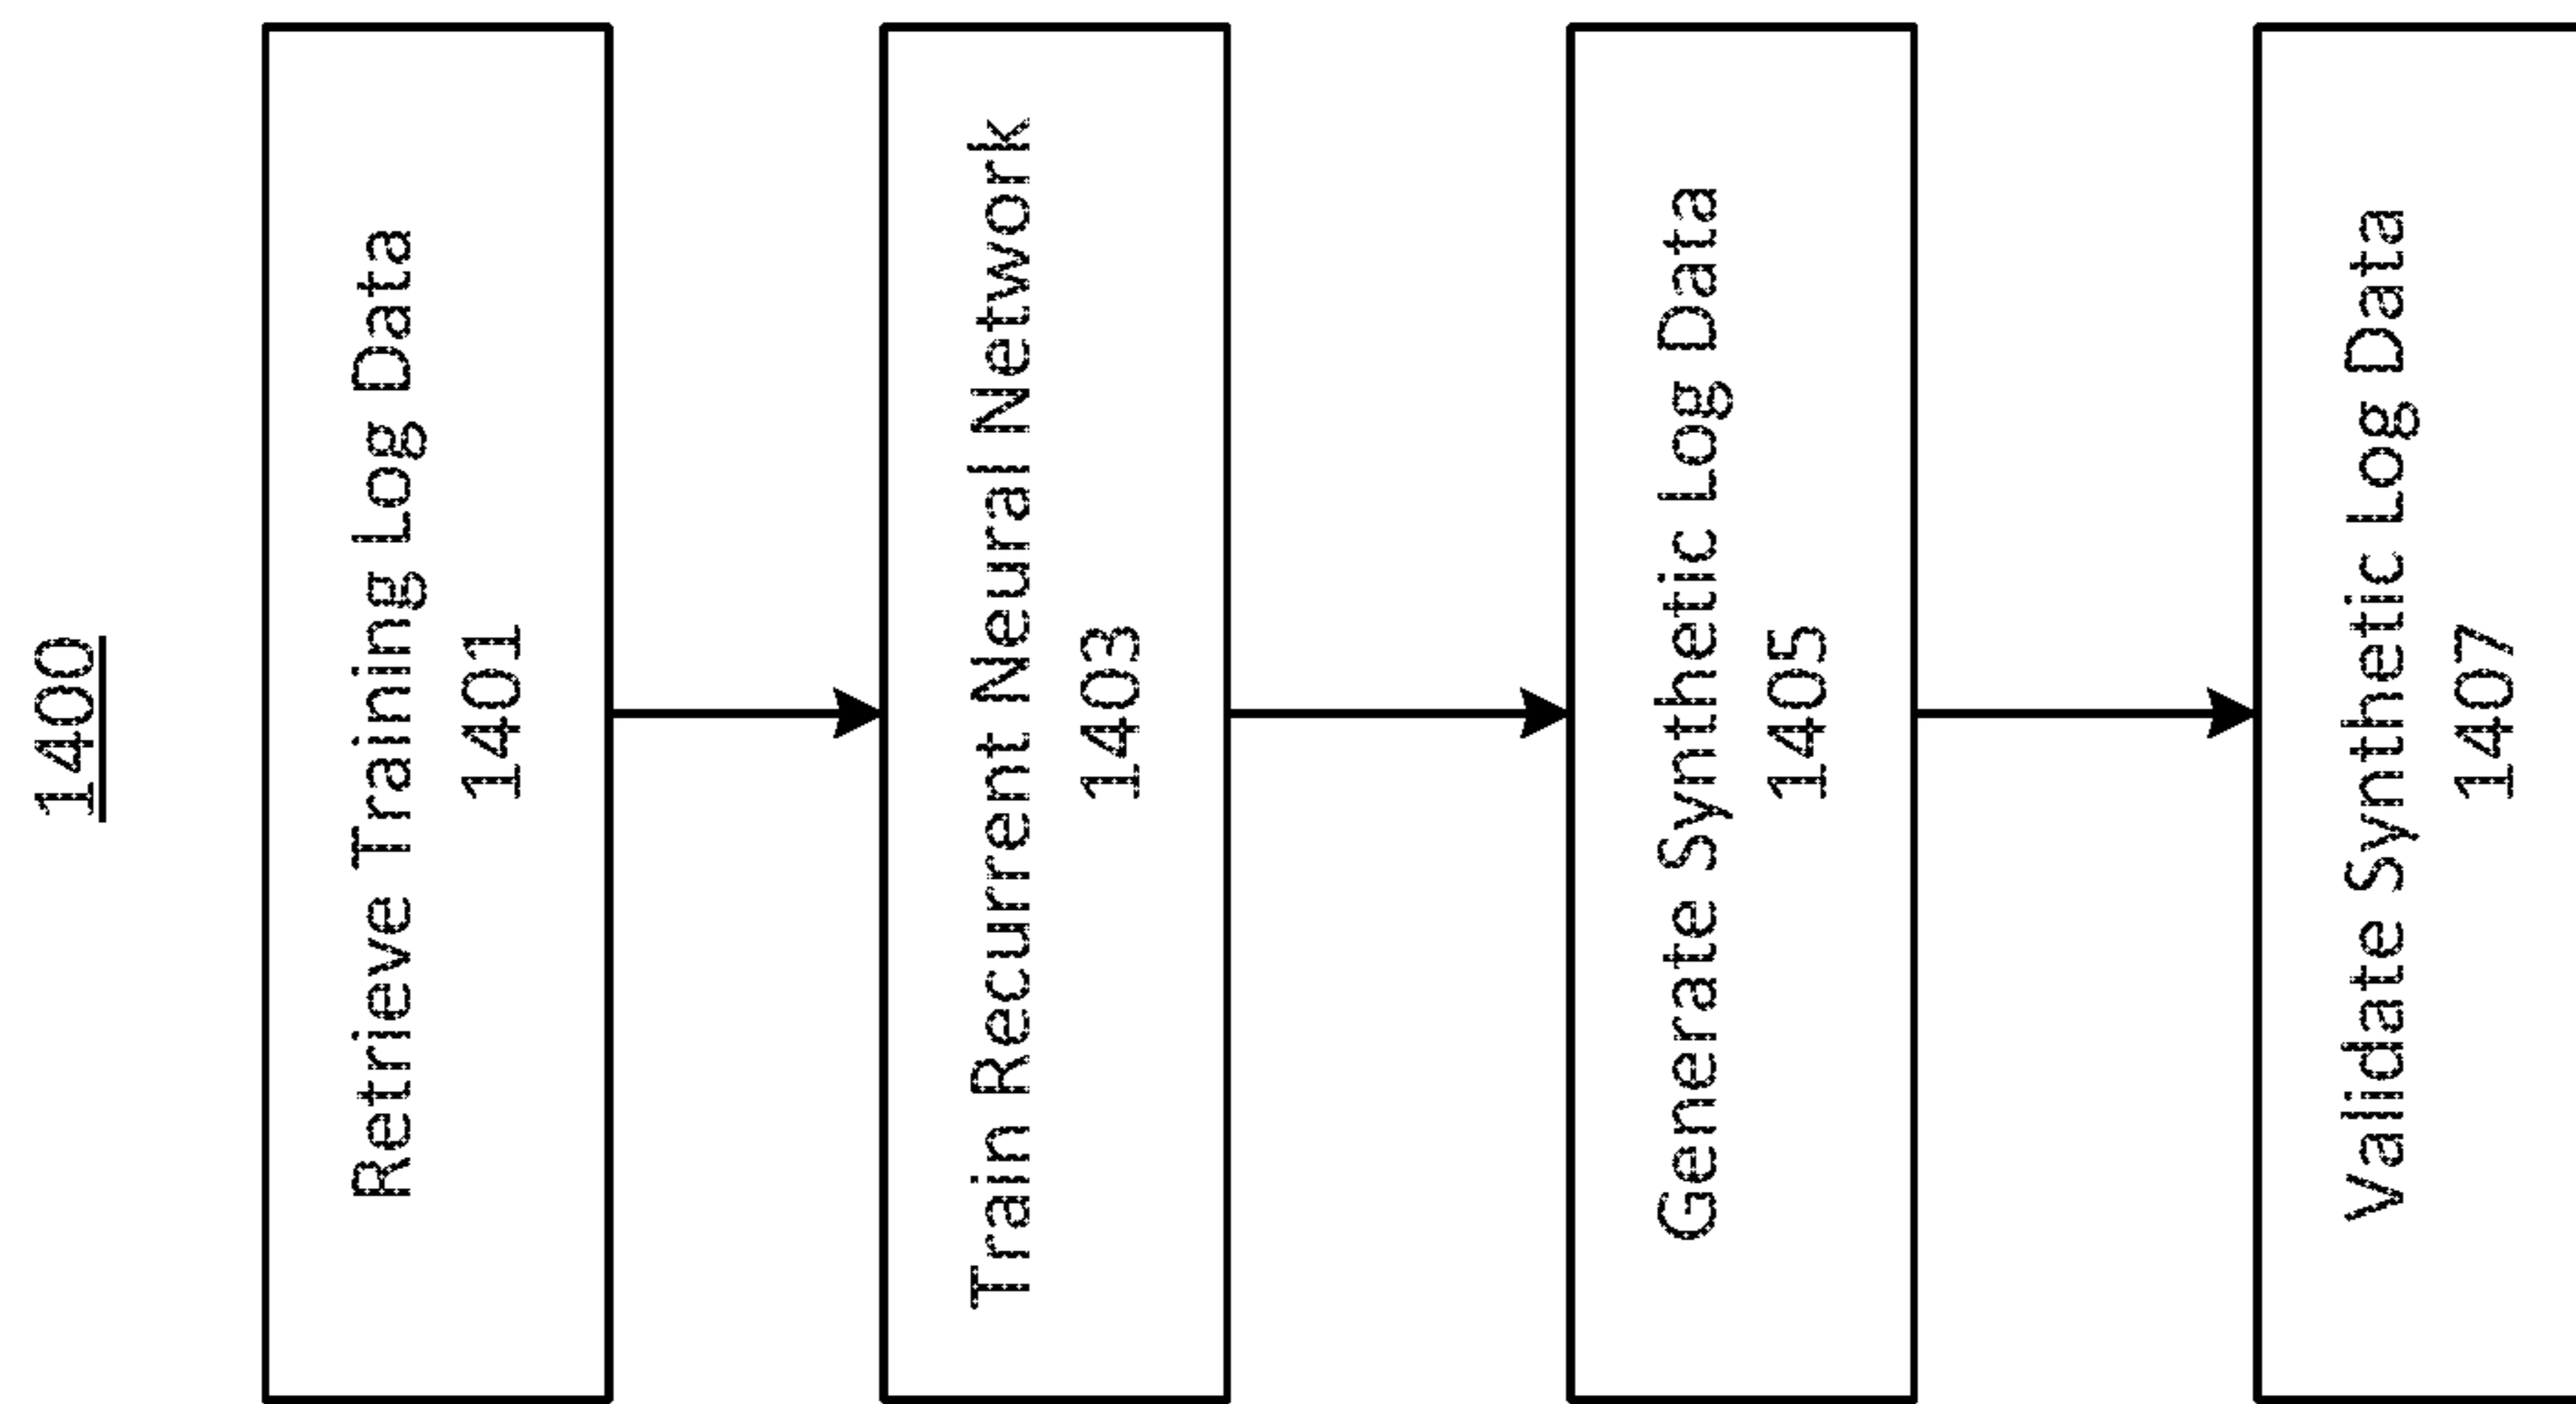 1400
Retrieve Training Log Data
1401
Train Recurrent Neural Network
1403
Generate Synthetic Log Data
1405
Validate Synthetic Log Data
1407